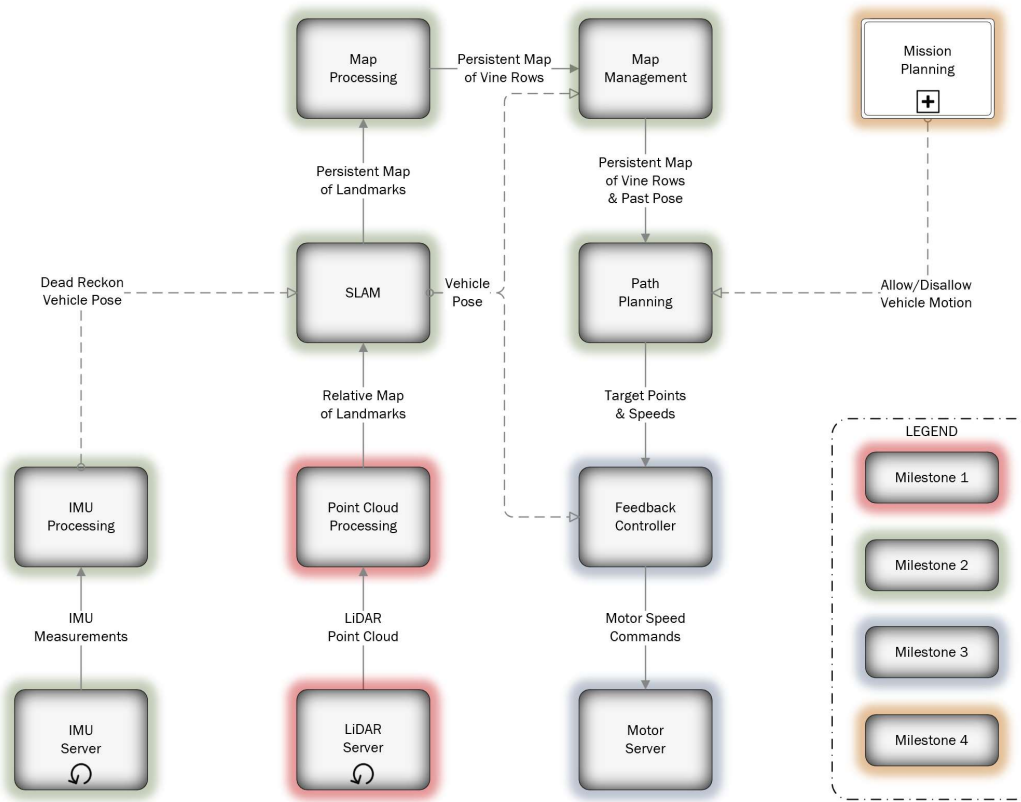 Map
Processing
Persistent Map
of Vine Rows
Map
Management
Mission
Planning
Persistent Map
of Landmarks
Persistent Map
of Vine Rows
& Past Pose
Dead Reckon
Vehicle Pose
SLAM
Vehicle
Pose
Path
Planning
Allow/Disallow
Vehicle Motion
Relative Map
of Landmarks
Target Points
& Speeds
IMU
Processing
Point Cloud
Processing
Feedback
Controller
IMU
Measurements
LiDAR
Point Cloud
Motor Speed
Commands
IMU
Server
LiDAR
Server
Motor
Server
LEGEND
Milestone 1
Milestone 2
Milestone 3
Milestone 4